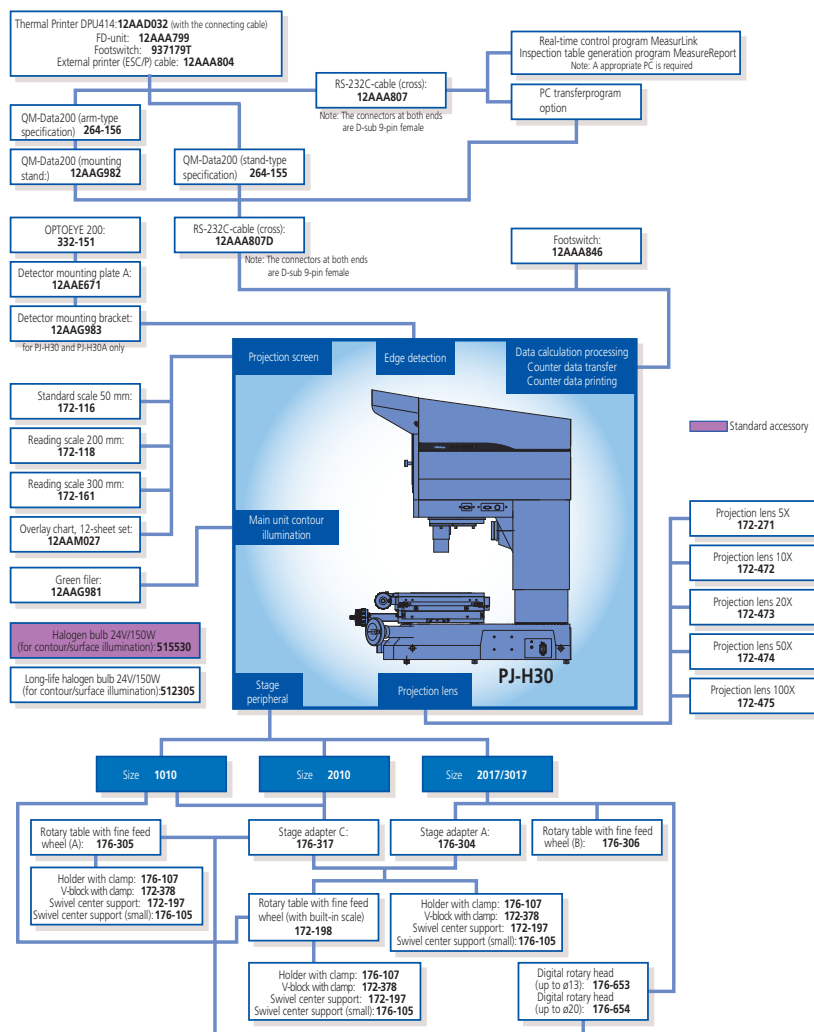 Thermal Printer DPU414:12AAD032 (with the connecting cable)
FD-unit: 12AAA799
Footswitch: 937179T
External printer (ESC/P) cable: 12AAA804
Real-time control program MeasurLink
Inspection table generation program MeasureReport
Note: A appropriate PC is required
RS-232C-cable (cross):
12AAA807
Note: The connectors at both ends
are D-sub 9-pin female
PC transferprogram
option
QM-Data200 (arm-type
specification) 264-156
QM-Data200 (mounting
stand:) 12AAG982
QM-Data200 (stand-type
specification) 264-155
OPTOEYE 200:
332-151
RS-232C-cable (cross):
12AAA807D
Note: The connectors at both ends
are D-sub 9-pin female
Footswitch:
12AAA846
Detector mounting plate A:
12AAE671
Detector mounting bracket:
12AAG983
for PJ-H30 and PJ-H30A only
Projection screen
Edge detection
Data calculation processing
Counter data transfer
Counter data printing
Standard scale 50 mm:
172-116
Reading scale 200 mm:
172-118
Reading scale 300 mm:
172-161
Overlay chart, 12-sheet set:
12AAM027
Green filer:
12AAG981
Main unit contour
illumination
Standard accessory
Projection lens 5X
172-271
Projection lens 10X
172-472
Projection lens 20X
172-473
Projection lens 50X
172-474
Projection lens 100X
172-475
Halogen bulb 24V/150W
(for contour/surface illumination):515530
Long-life halogen bulb 24V/150W
(for contour/surface illumination):512305
PJ-H30
Stage
peripheral
Projection lens
Size 1010
Size 2010
Size 2017/3017
Rotary table with fine feed
wheel (A): 176-305
Stage adapter C:
176-317
Stage adapter A:
176-304
Rotary table with fine feed
wheel (B): 176-306
Holder with clamp: 176-107
V-block with clamp: 172-378
Swivel center support: 172-197
Swivel center support (small):176-105
Rotary table with fine feed
wheel (with built-in scale)
172-198
Holder with clamp: 176-107
V-block with clamp: 172-378
Swivel center support: 172-197
Swivel center support (small):176-105
Holder with clamp: 176-107
V-block with clamp: 172-378
Swivel center support: 172-197
Swivel center support (small): 176-105
Digital rotary head
(up to ø13): 176-653
Digital rotary head
(up to ø20): 176-654